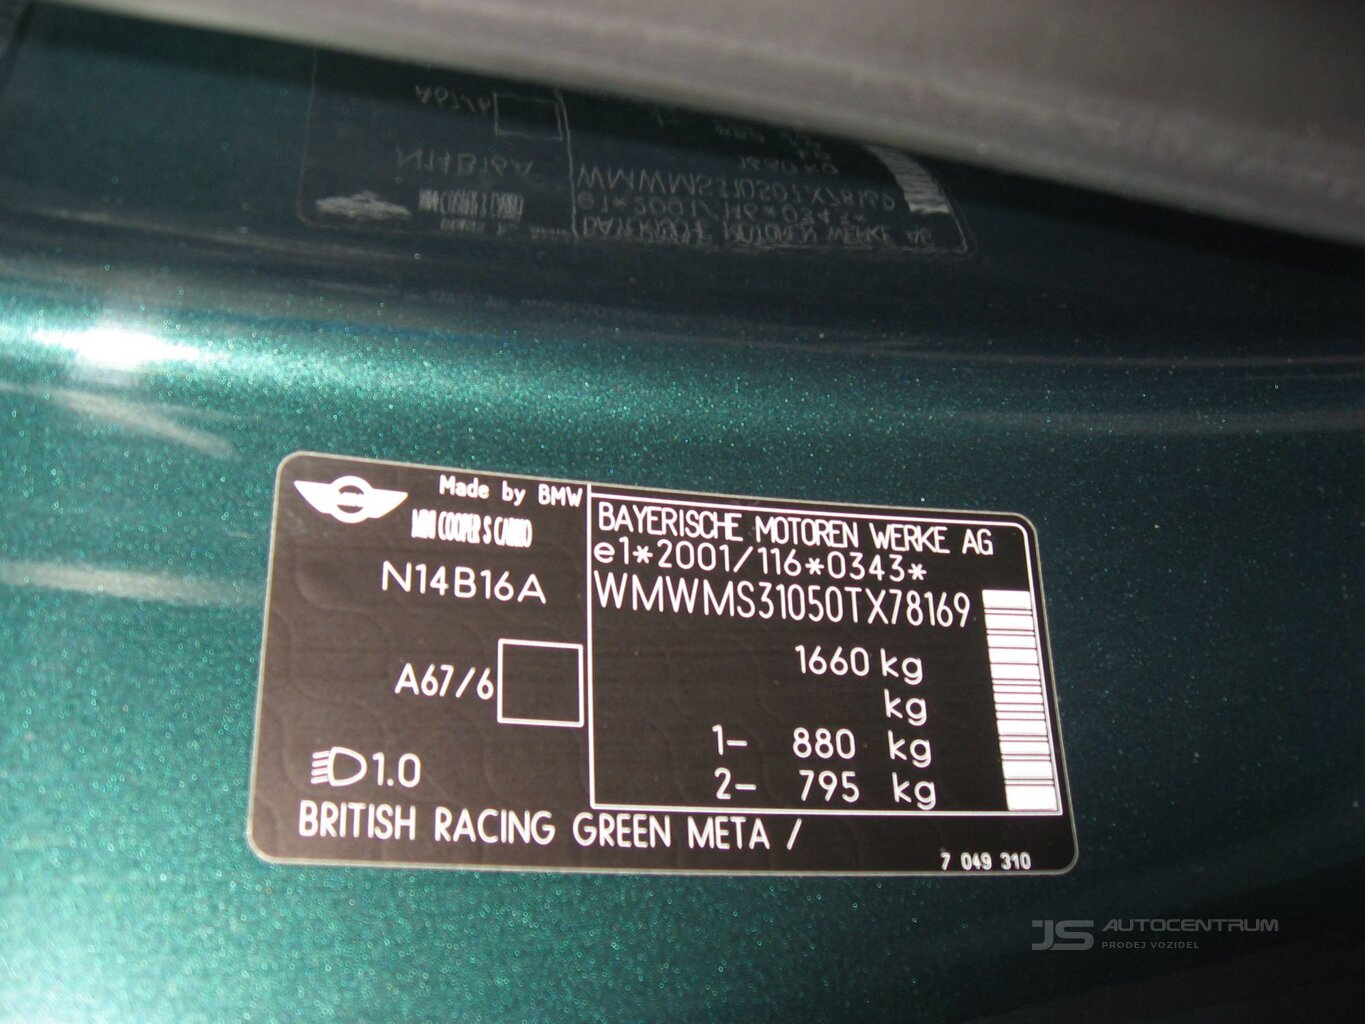 Made by BMW
MINI COOPER S CABRIO
N14B16A
A67/6
1.0
BAYERISCHE MOTOREN WERKE AG
e1*2001/116*0343*
WMWMS31050TX78169
1660 kg
kg
1- 880 kg
2- 795 kg
BRITISH RACING GREEN META /
7 049 310
JS AUTOCENTRUM
PRODEJ VOZIDEL